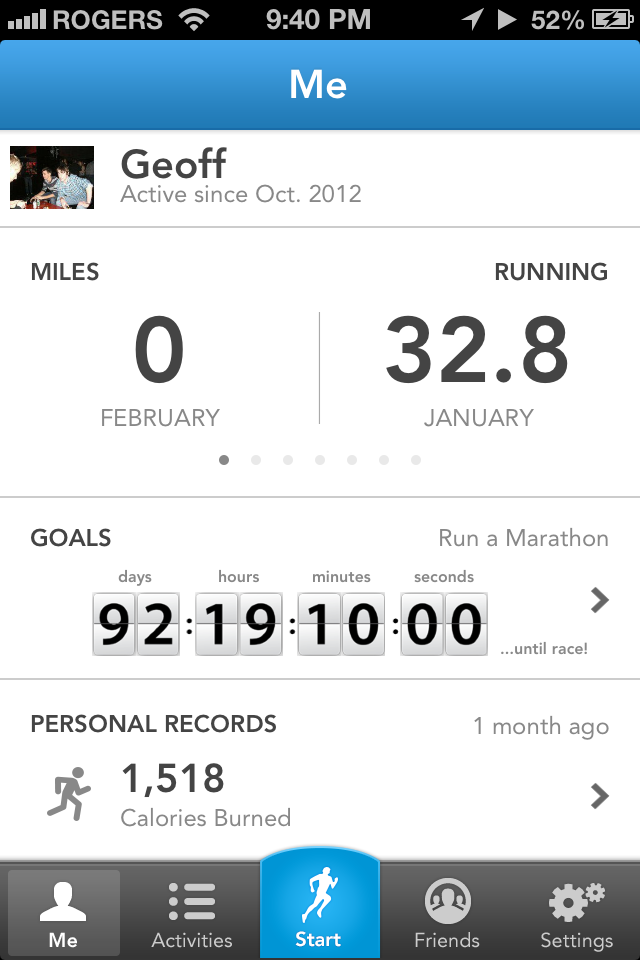 ROGERS 9:40 PM 52%
Me
Geoff
Active since Oct. 2012
MILES RUNNING
0 32.8
FEBRUARY JANUARY
GOALS Run a Marathon
days hours minutes seconds
92:19:10:00
...until race!
PERSONAL RECORDS 1 month ago
1,518
Calories Burned
Me Activities Start Friends Settings